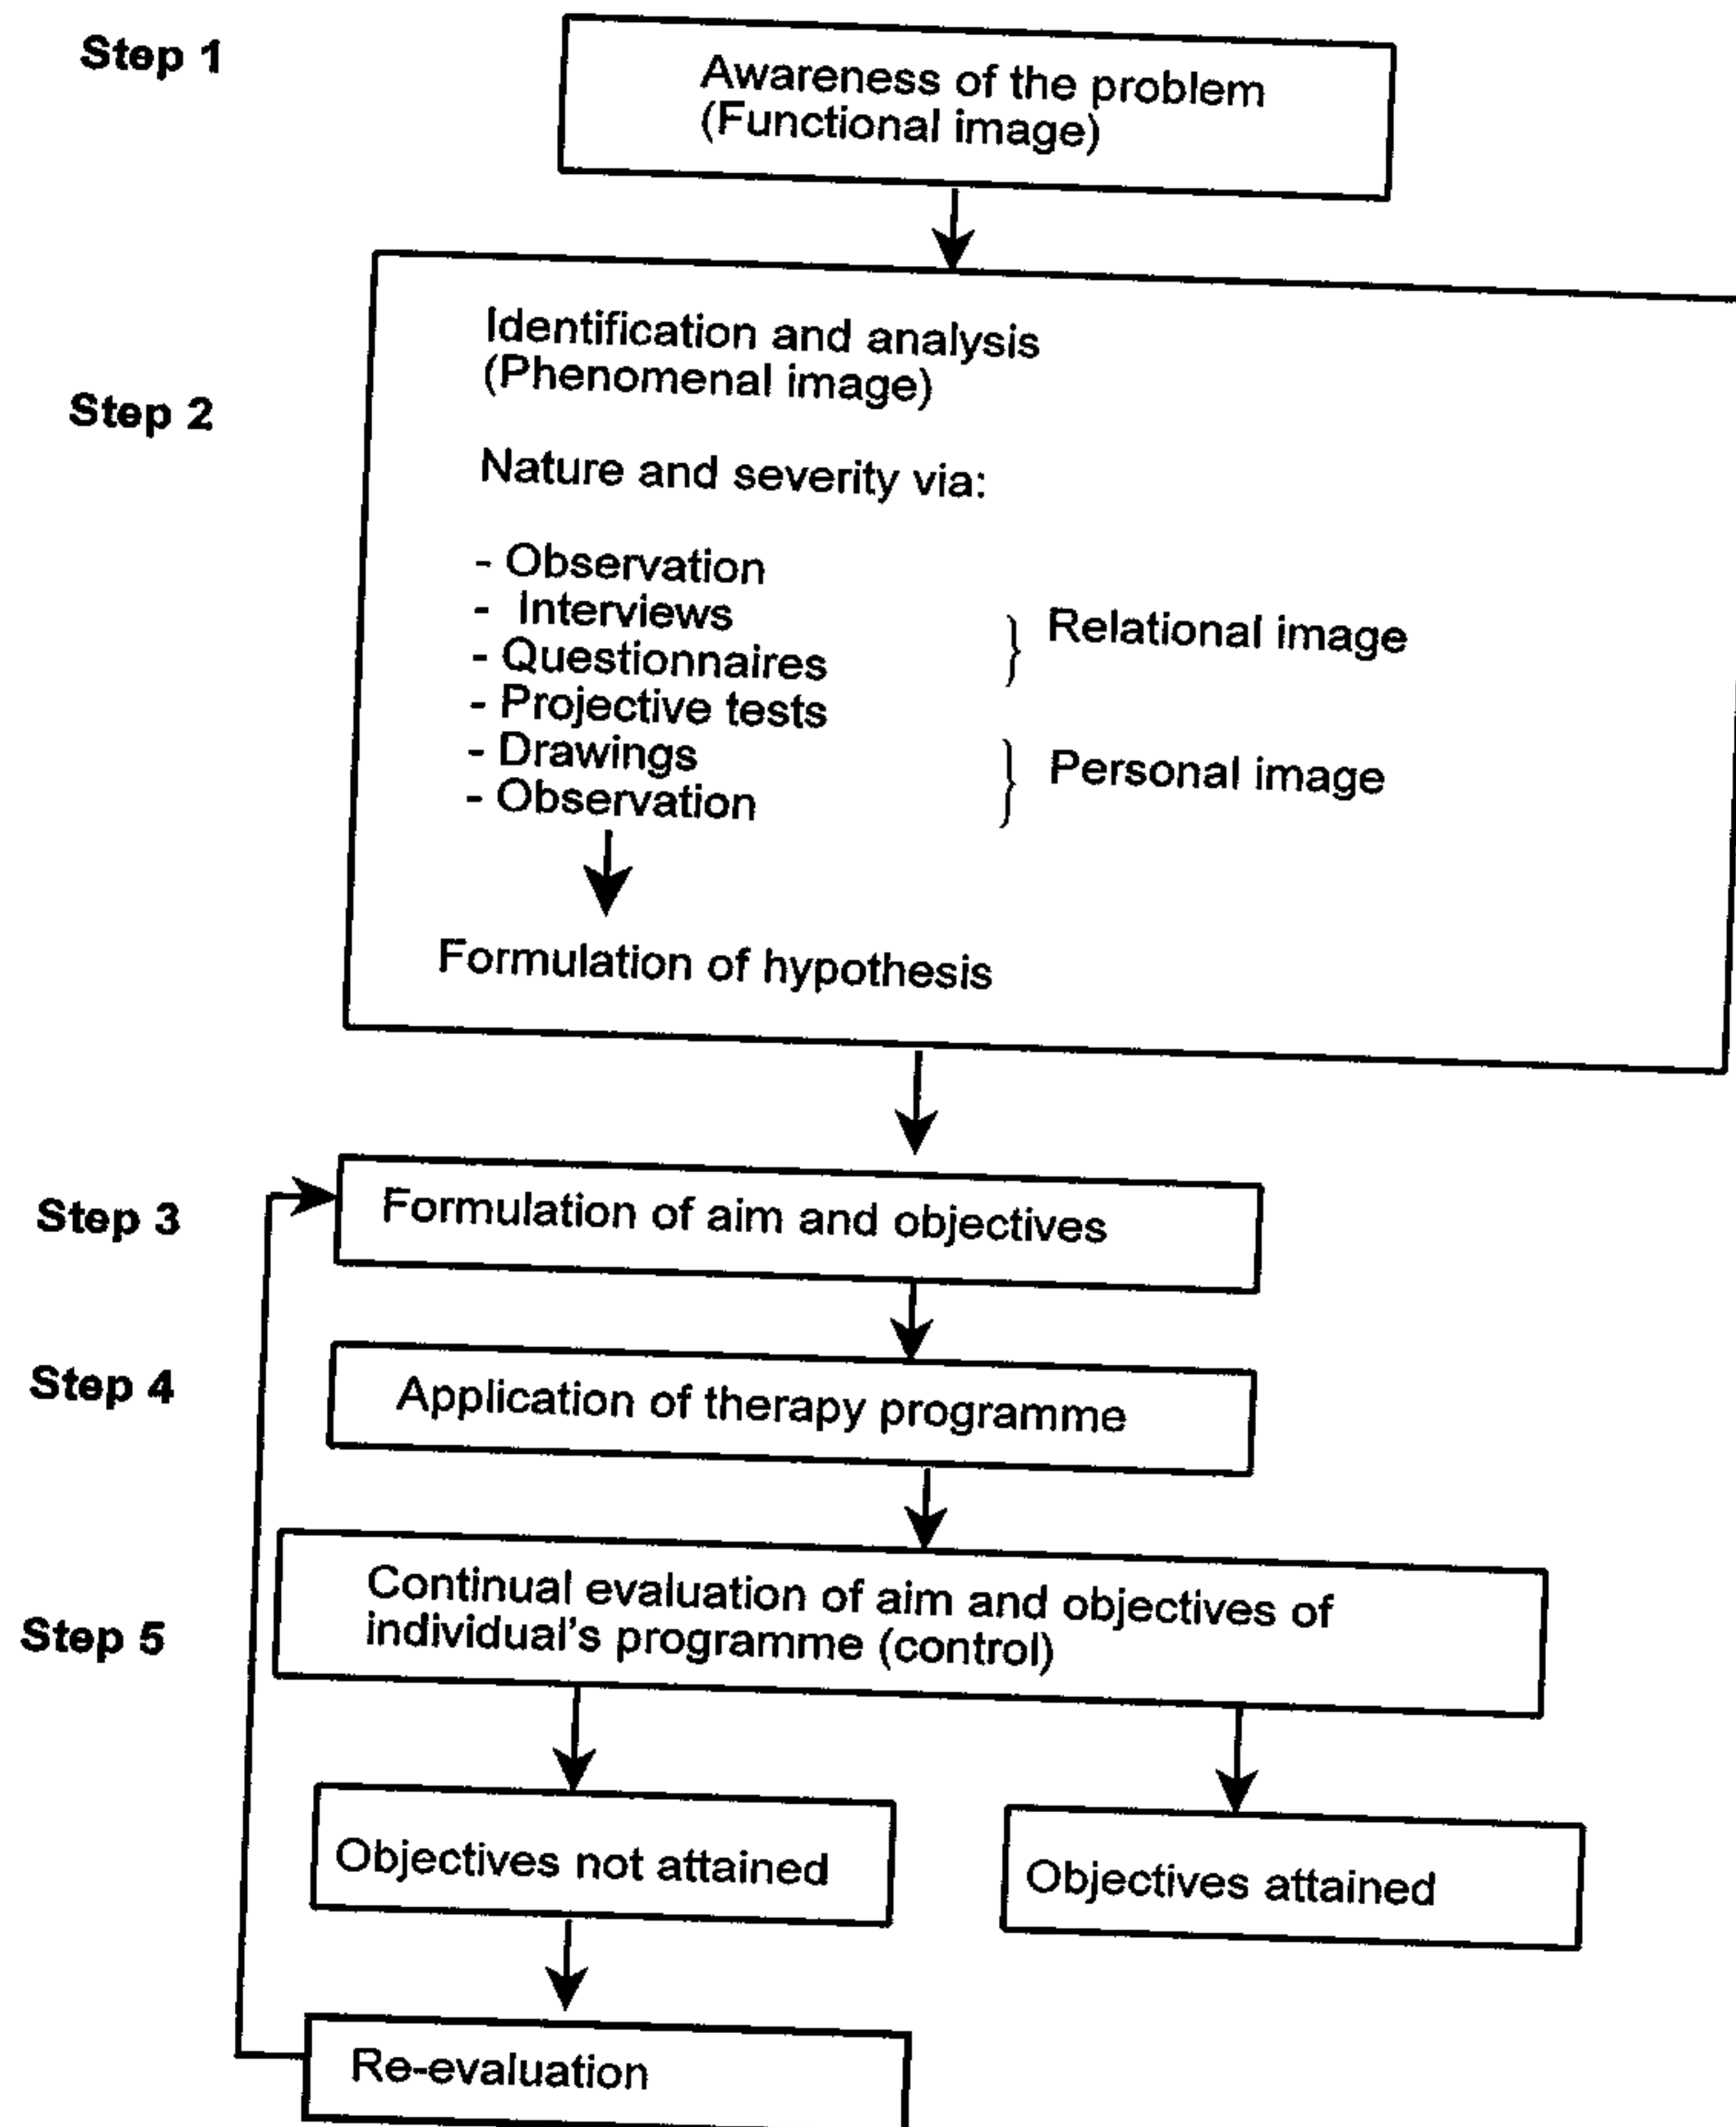 Step 1
Awareness of the problem
(Functional image)
Step 2
Identification and analysis
(Phenomenal image)
Nature and severity via:
- Observation
- Interviews
- Questionnaires
} Relational image
- Projective tests
- Drawings
- Observation
} Personal image
Formulation of hypothesis
Step 3
Formulation of aim and objectives
Step 4
Application of therapy programme
Step 5
Continual evaluation of aim and objectives of
individual's programme (control)
Objectives not attained
Objectives attained
Re-evaluation